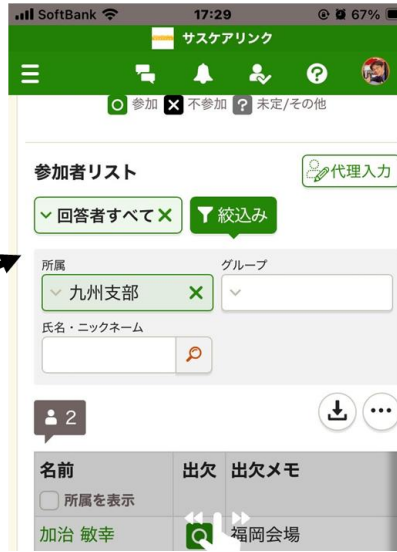 SoftBank 17:29 67%
サスケアリンク
参加 不参加 ? 未定/その他
参加者リスト 代理入力
回答者すべて 絞込み
所属 グループ
九州支部
氏名・ニックネーム
2
名前 出欠 出欠メモ
所属を表示
加治 敏幸 福岡会場